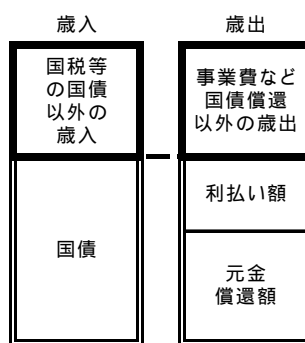 歳入
国税等
の国債
以外の
歳入
国債
歳出
事業費など
国債償還
以外の歳出
利払い額
元金
償還額